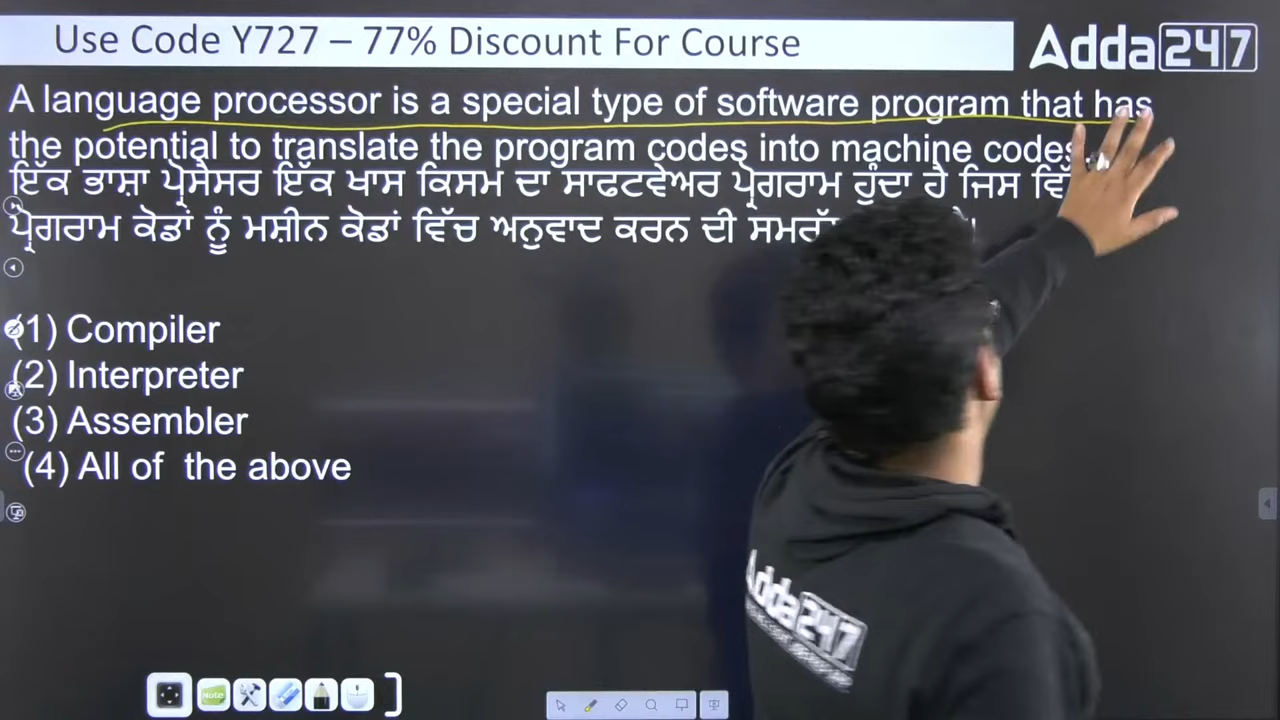 Use Code Y727 – 77% Discount For Course
Adda247
A language processor is a special type of software program that has
the potential to translate the program codes into machine codes.
ਇੱਕ ਭਾਸ਼ਾ ਪ੍ਰੋਸੈਸਰ ਇੱਕ ਖਾਸ ਕਿਸਮ ਦਾ ਸਾਫਟਵੇਅਰ ਪ੍ਰੋਗਰਾਮ ਹੁੰਦਾ ਹੈ ਜਿਸ
ਪ੍ਰੋਗਰਾਮ ਕੋਡਾਂ ਨੂੰ ਮਸ਼ੀਨ ਕੋਡਾਂ ਵਿੱਚ ਅਨੁਵਾਦ ਕਰਨ ਦੀ
(1) Compiler
(2) Interpreter
(3) Assembler
(4) All of the above
Adda247
Note